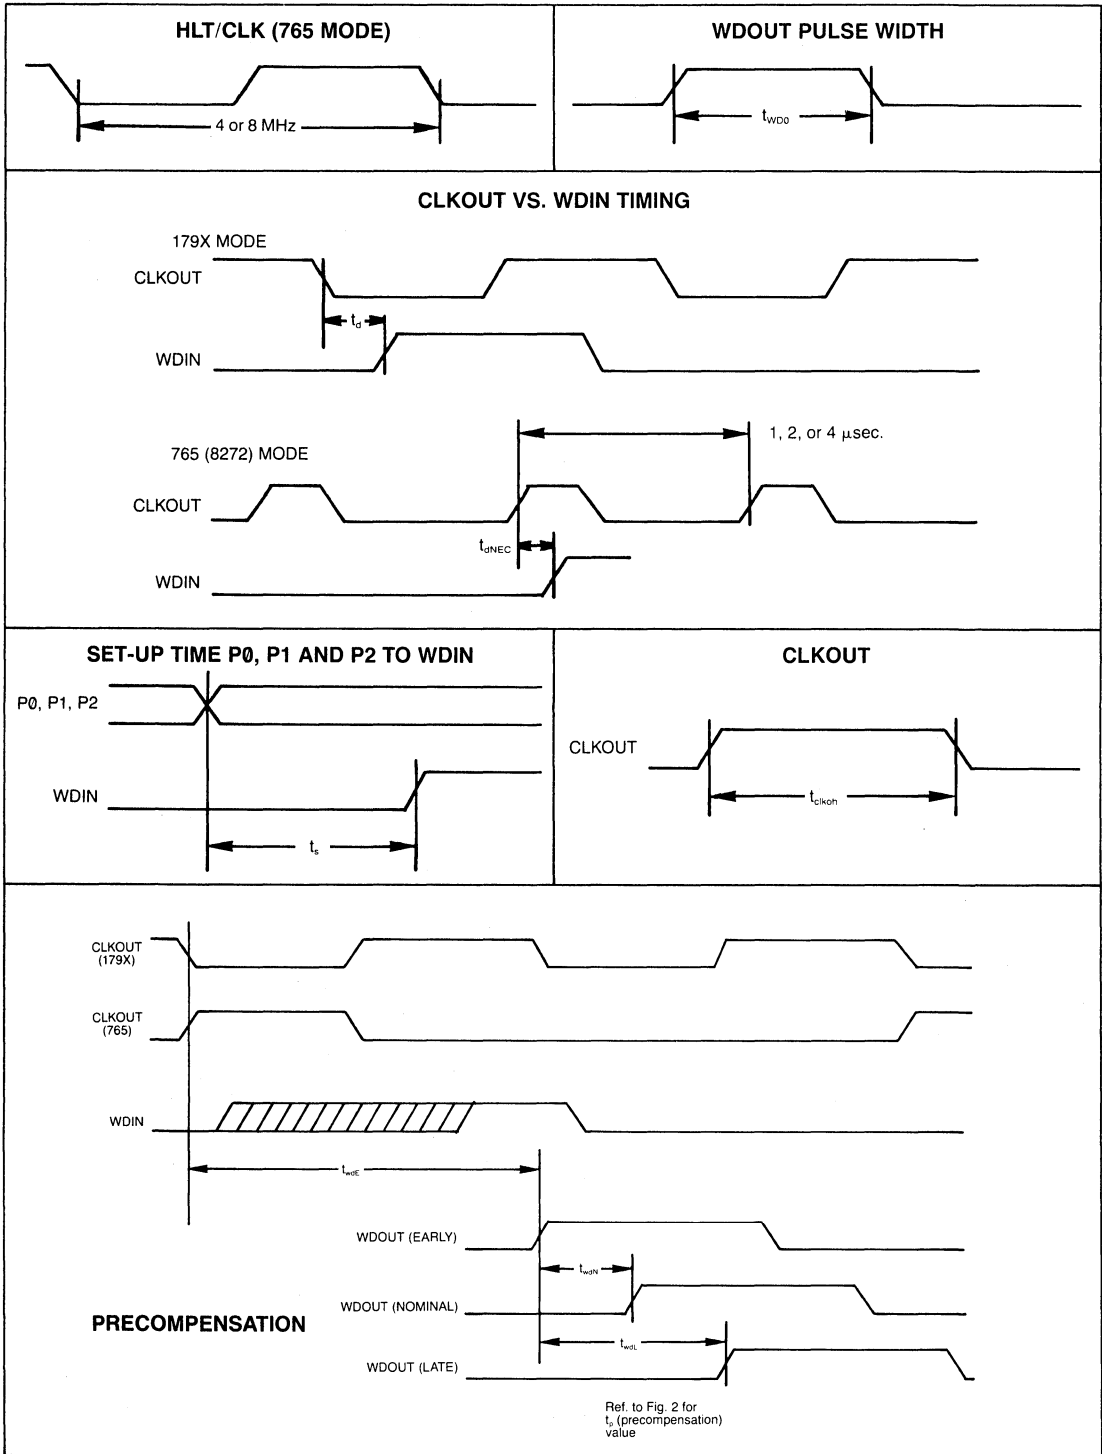 HLT/CLK (765 MODE)
4 or 8 MHz
WDOUT PULSE WIDTH
tWD0
CLKOUT VS. WDIN TIMING
179X MODE
CLKOUT
td
WDIN
765 (8272) MODE
1, 2, or 4 μsec.
CLKOUT
tdNEC
WDIN
SET-UP TIME PØ, P1 AND P2 TO WDIN
PØ, P1, P2
WDIN
ts
CLKOUT
CLKOUT
tclkoh
CLKOUT
(179X)
CLKOUT
(765)
WDIN
twdE
WDOUT (EARLY)
twdN
WDOUT (NOMINAL)
PRECOMPENSATION
twdL
WDOUT (LATE)
Ref. to Fig. 2 for
tp (precompensation)
value